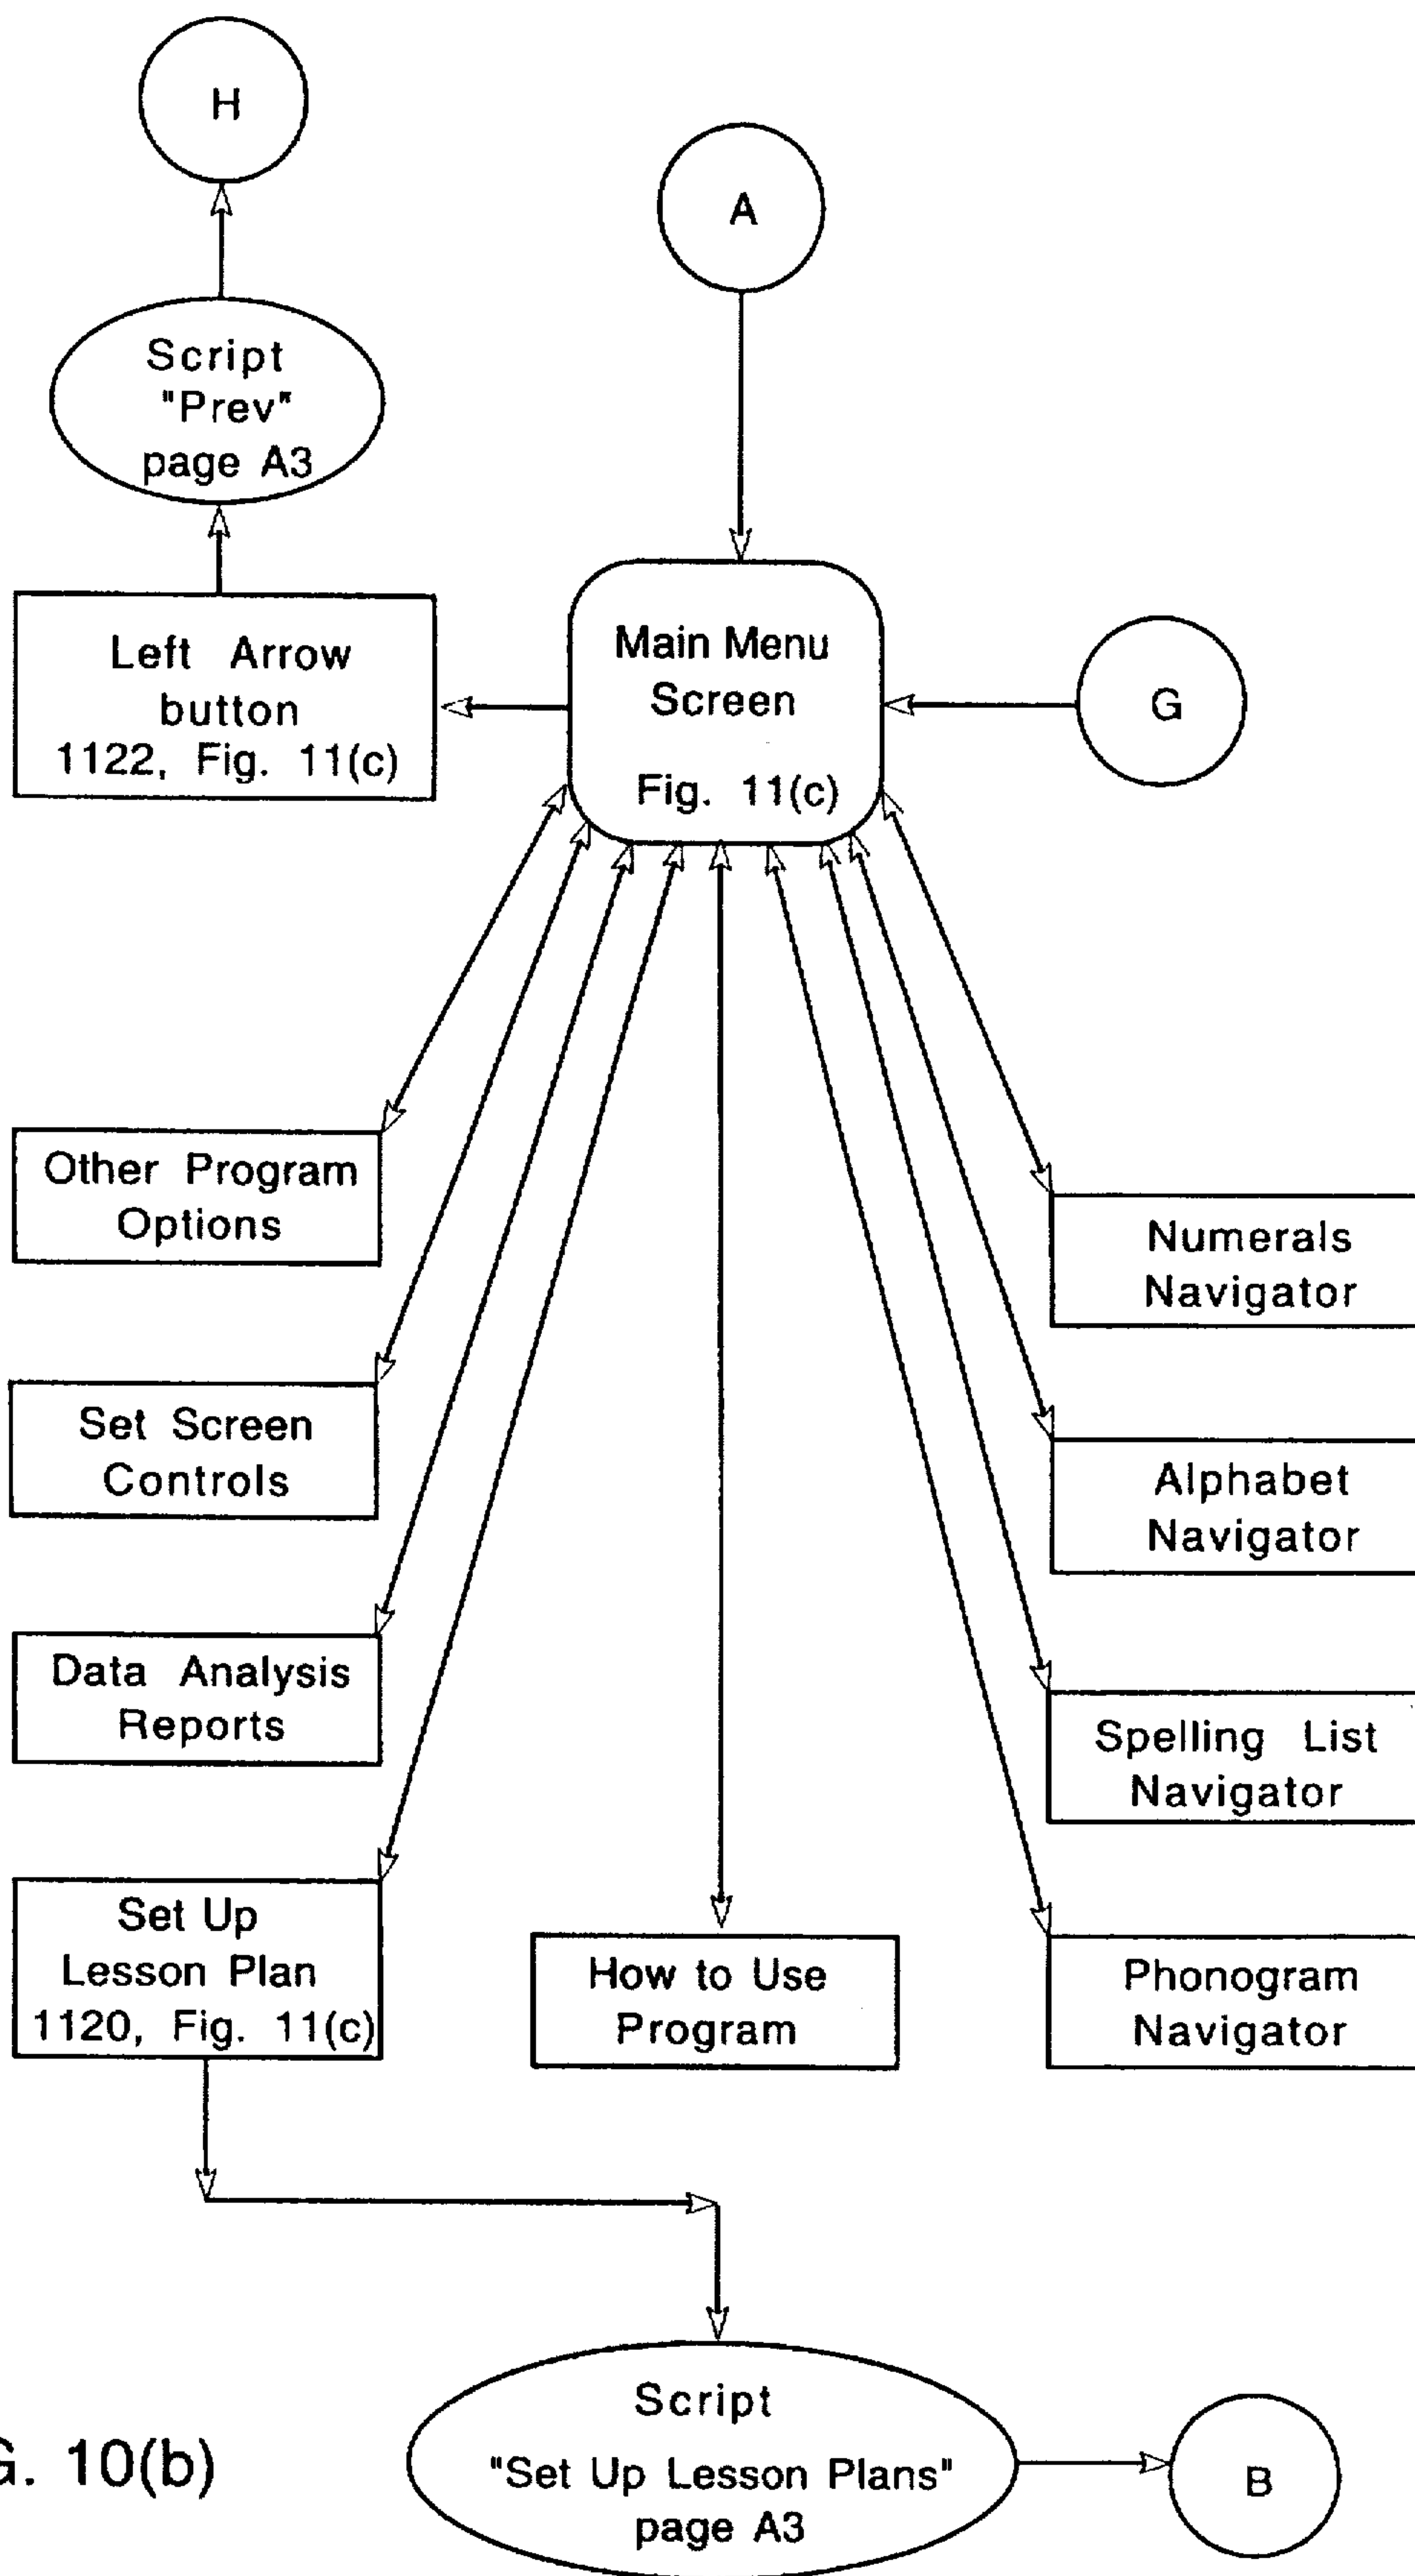 H
A
Script
"Prev"
page A3
Left Arrow
button
1122, Fig. 11(c)
Main Menu
Screen
Fig. 11(c)
G
Other Program
Options
Numerals
Navigator
Set Screen
Controls
Alphabet
Navigator
Data Analysis
Reports
Spelling List
Navigator
Set Up
Lesson Plan
1120, Fig. 11(c)
How to Use
Program
Phonogram
Navigator
Script
"Set Up Lesson Plans"
page A3
B
G. 10(b)